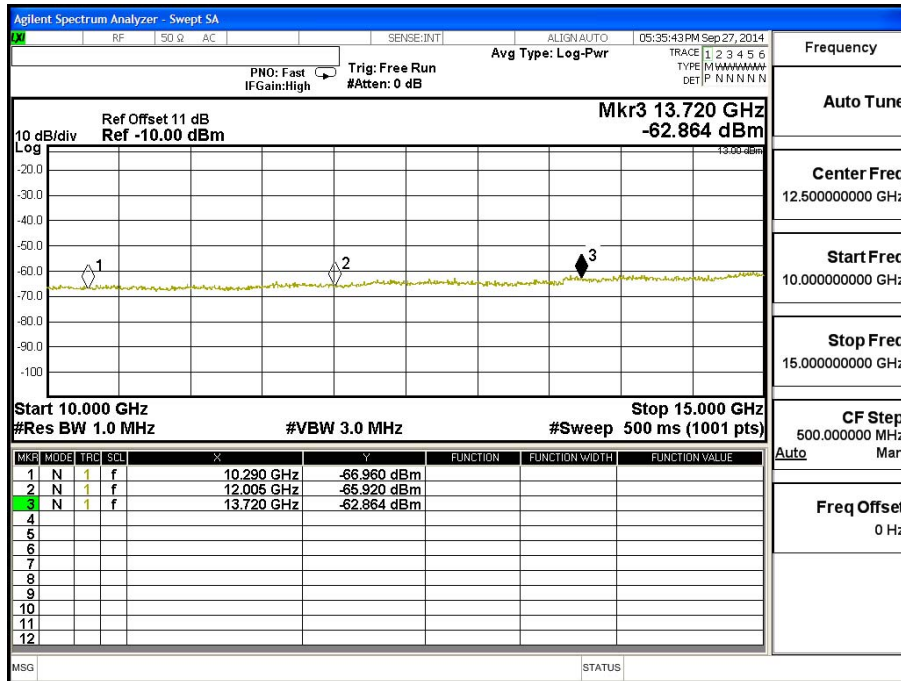 Agilent Spectrum Analyzer - Swept SA
LXI RF 50 Ω AC SENSE:INT ALIGN AUTO 05:35:43 PM Sep 27, 2014
Avg Type: Log-Pwr TRACE 1 2 3 4 5 6
PNO: Fast Trig: Free Run TYPE M W W W W W
IFGain:High #Atten: 0 dB DET P N N N N N
Mkr3 13.720 GHz
-62.864 dBm
Ref Offset 11 dB
10 dB/div Ref -10.00 dBm
Log
-13.00 dBm
-20.0
-30.0
-40.0
-50.0
-60.0
-70.0
-80.0
-90.0
-100
1
2
3
Start 10.000 GHz Stop 15.000 GHz
#Res BW 1.0 MHz #VBW 3.0 MHz #Sweep 500 ms (1001 pts)
MKR MODE TRC SCL X Y FUNCTION FUNCTION WIDTH FUNCTION VALUE
1 N 1 f 10.290 GHz -66.960 dBm
2 N 1 f 12.005 GHz -65.920 dBm
3 N 1 f 13.720 GHz -62.864 dBm
4
5
6
7
8
9
10
11
12
MSG STATUS
Frequency
Auto Tune
Center Freq
12.500000000 GHz
Start Freq
10.000000000 GHz
Stop Freq
15.000000000 GHz
CF Step
500.000000 MHz
Auto Man
Freq Offset
0 Hz